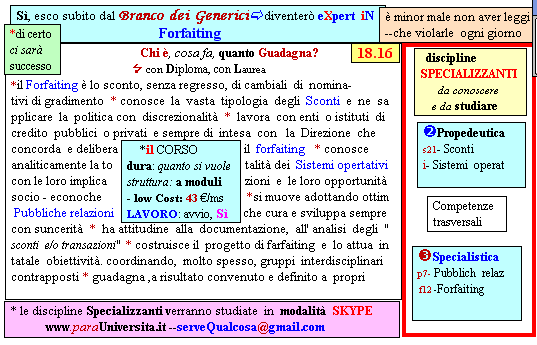 Sì, esco subito dal Branco dei Generici diventerò eXpert iN
Forfaiting
è minor male non aver leggi
--che violarle ogni giorno
*di certo
ci sarà
successo
Chi è, cosa fa, quanto Guadagna?
con Diploma, con Laurea
18.16
*il Forfaiting è lo sconto, senza regresso, di cambiali di nomina-
tivi di gradimento * conosce la vasta tipologia degli Sconti e ne sa
pplicare la politica con discrezionalità * lavora con enti o istituti di
credito pubblici o privati e sempre di intesa con La Direzione che
concorda e delibera il forfaiting * conosce
analiticamente la to talità dei Sistemi opertativi
con le loro implica zioni e le loro opportunità
socio - econoche *si muove adottando ottim
Pubbliche relazioni che cura e sviluppa sempre
con suncerità * ha attitudine alla documentazione, all' analisi degli "
sconti e/o transazioni" * costruisce il progetto di farfaiting e lo attua in
tatale obiettività. coordinando, molto spesso, gruppi interdisciplinari
contrapposti * guadagna ,a risultato convenuto e definito a propri
*il CORSO
dura: quanto si vuole
struttura: a moduli
- low Cost: 43 €/ms
LAVORO: avvio, Sì
discipline
SPECIALIZZANTI
da conoscere
e da studiare
2Propedeutica
s21- Sconti
i- Sistemi operat
Competenze
trasversali
3Specialistica
p7- Pubblich relaz
f12 -Forfaiting
* le discipline Specializzanti verranno studiate in modalità SKYPE
www.paraUniversita.it --serveQualcosa@gmail.com